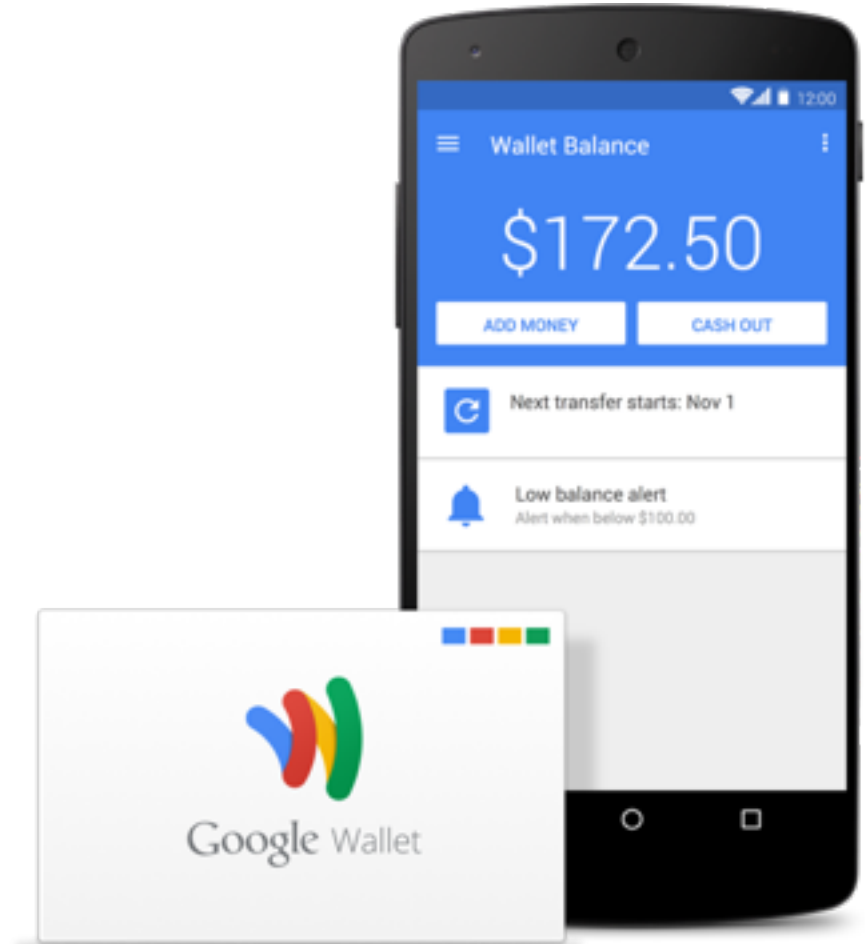 12:00
Wallet Balance
$172.50
ADD MONEY
CASH OUT
Next transfer starts: Nov 1
Low balance alert
Alert when below $100.00
Google Wallet